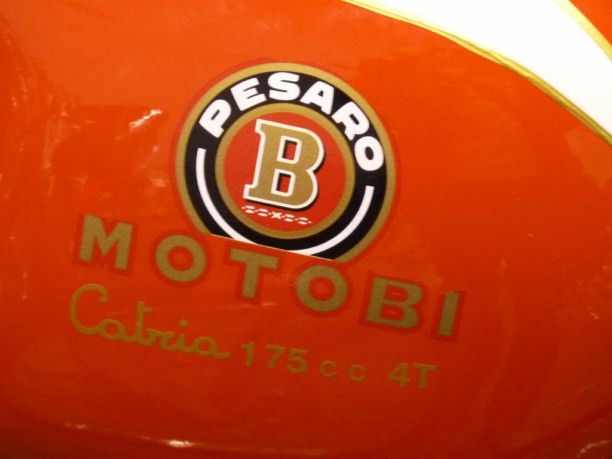 PESARO
B
MOTOBI
Catria 175cc 4T